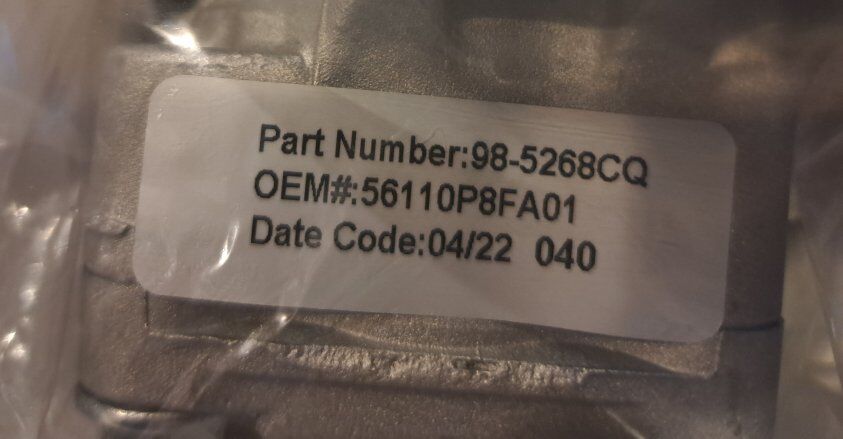 Part Number:98-5268CQ
OEM#:56110P8FA01
Date Code:04/22 040